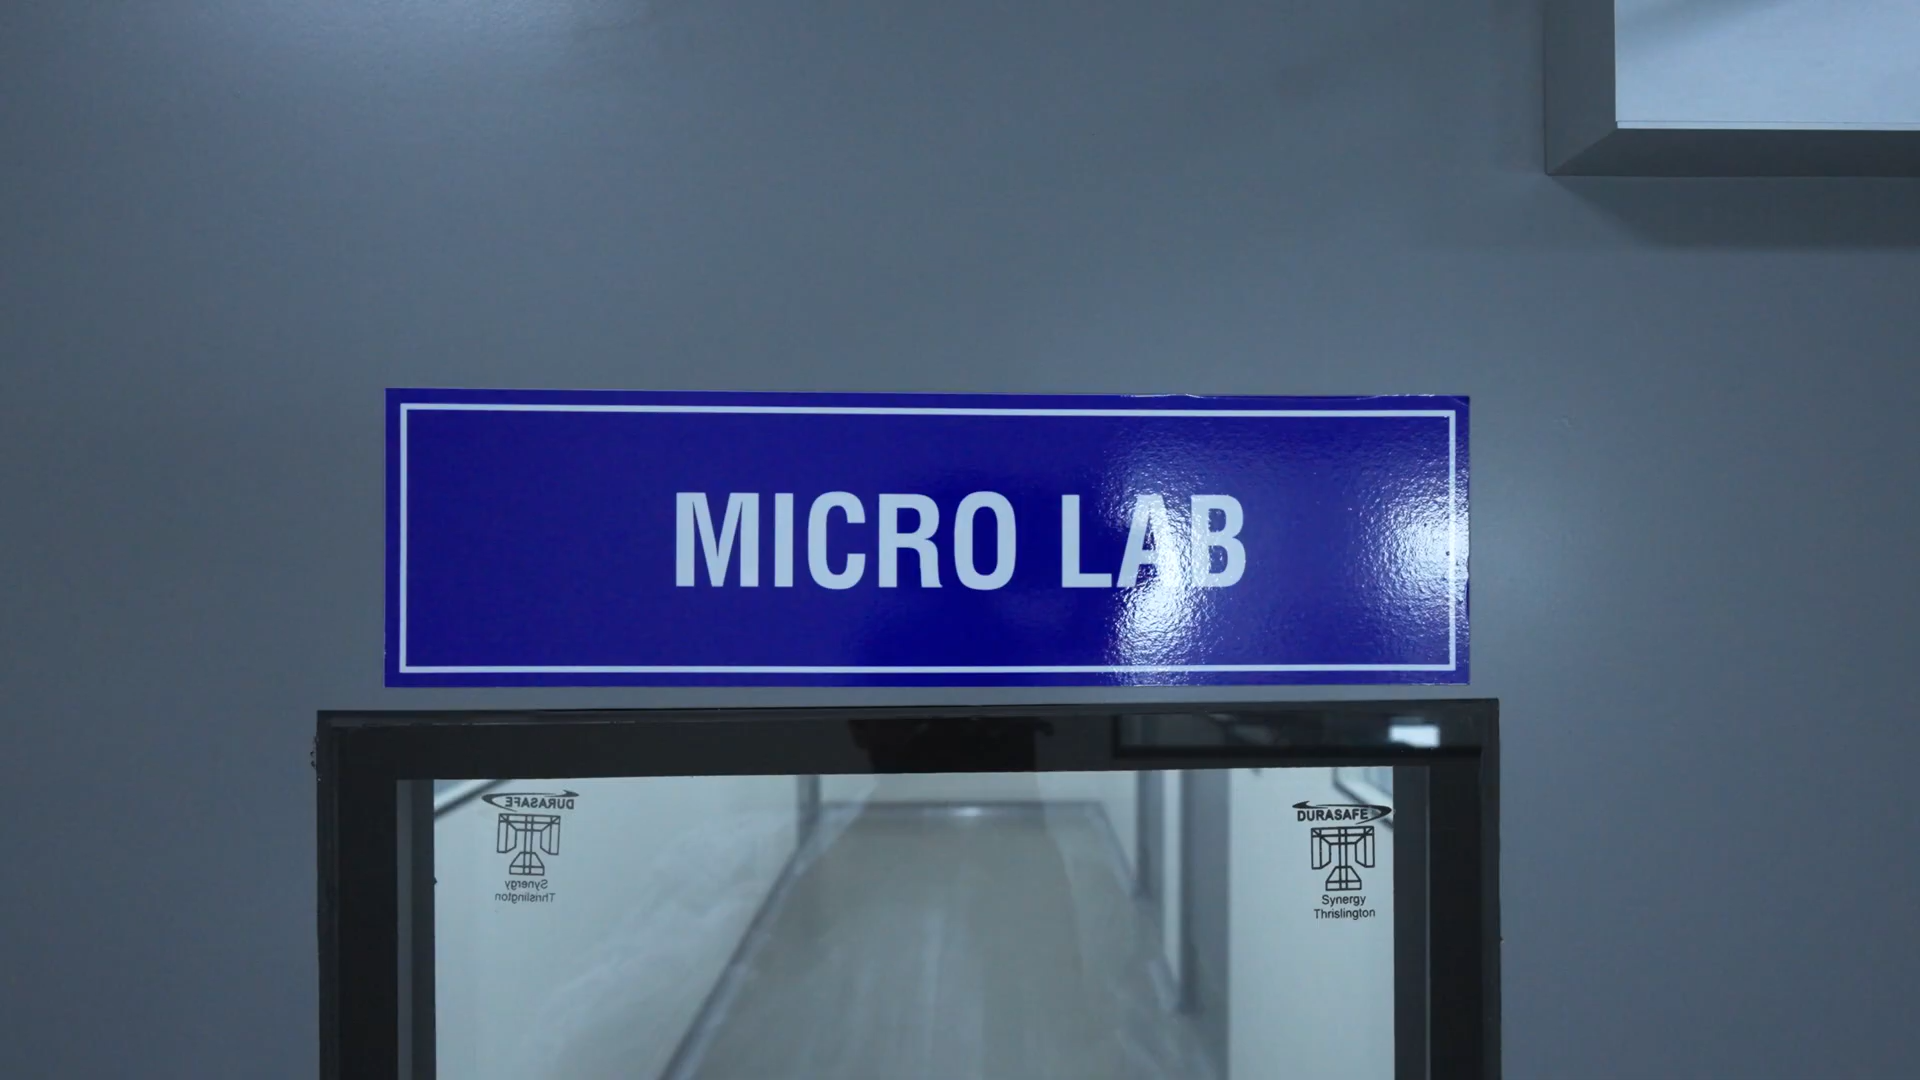 MICRO LAB
DURASAFE
Synergy
Thrislington
DURASAFE
Synergy
Thrislington